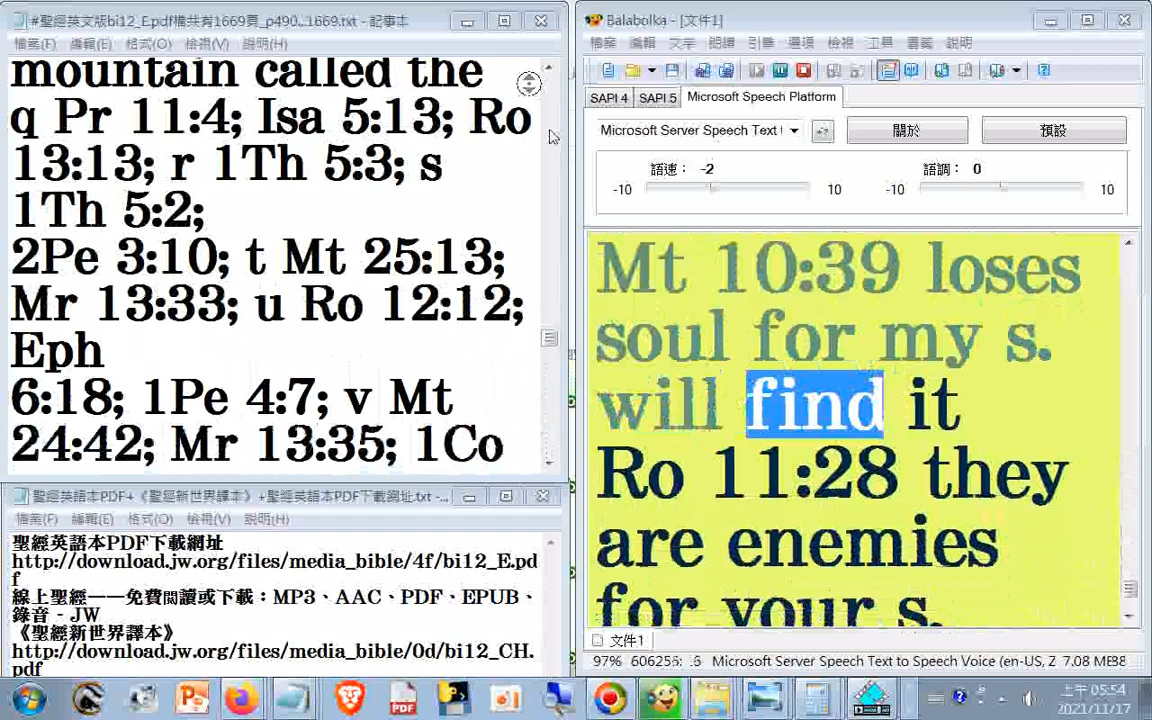 #聖經英文版bi12_E.pdf檔共有1669頁_p490...1669.txt - 記事本
檔案(F) 編輯(E) 格式(O) 檢視(V) 說明(H)
mountain called the
q Pr 11:4; Isa 5:13; Ro
13:13; r 1Th 5:3; s
1Th 5:2;
2Pe 3:10; t Mt 25:13;
Mr 13:33; u Ro 12:12;
Eph
6:18; 1Pe 4:7; v Mt
24:42; Mr 13:35; 1Co
聖經英語本PDF+《聖經新世界譯本》+聖經英語本PDF下載網址.txt -...
檔案(F) 編輯(E) 格式(O) 檢視(V) 說明(H)
聖經英語本PDF下載網址
http://download.jw.org/files/media_bible/4f/bi12_E.pd
f
線上聖經——免費閱讀或下載：MP3、AAC、PDF、EPUB、
錄音 - JW
《聖經新世界譯本》
http://download.jw.org/files/media_bible/0d/bi12_CH.
pdf
Balabolka - [文件1]
檔案 編輯 文字 朗讀 引擎 選項 檢視 工具 書籤 說明
SAPI 4 SAPI 5 Microsoft Speech Platform
Microsoft Server Speech Text 關於 預設
語速： -2 語調： 0
-10 10 -10 10
Mt 10:39 loses
soul for my s.
will find it
Ro 11:28 they
are enemies
for your s.
文件1
97% Microsoft Server Speech Text to Speech Voice (en-US, Z 7.08 MB
上午 05:54
2021/11/17